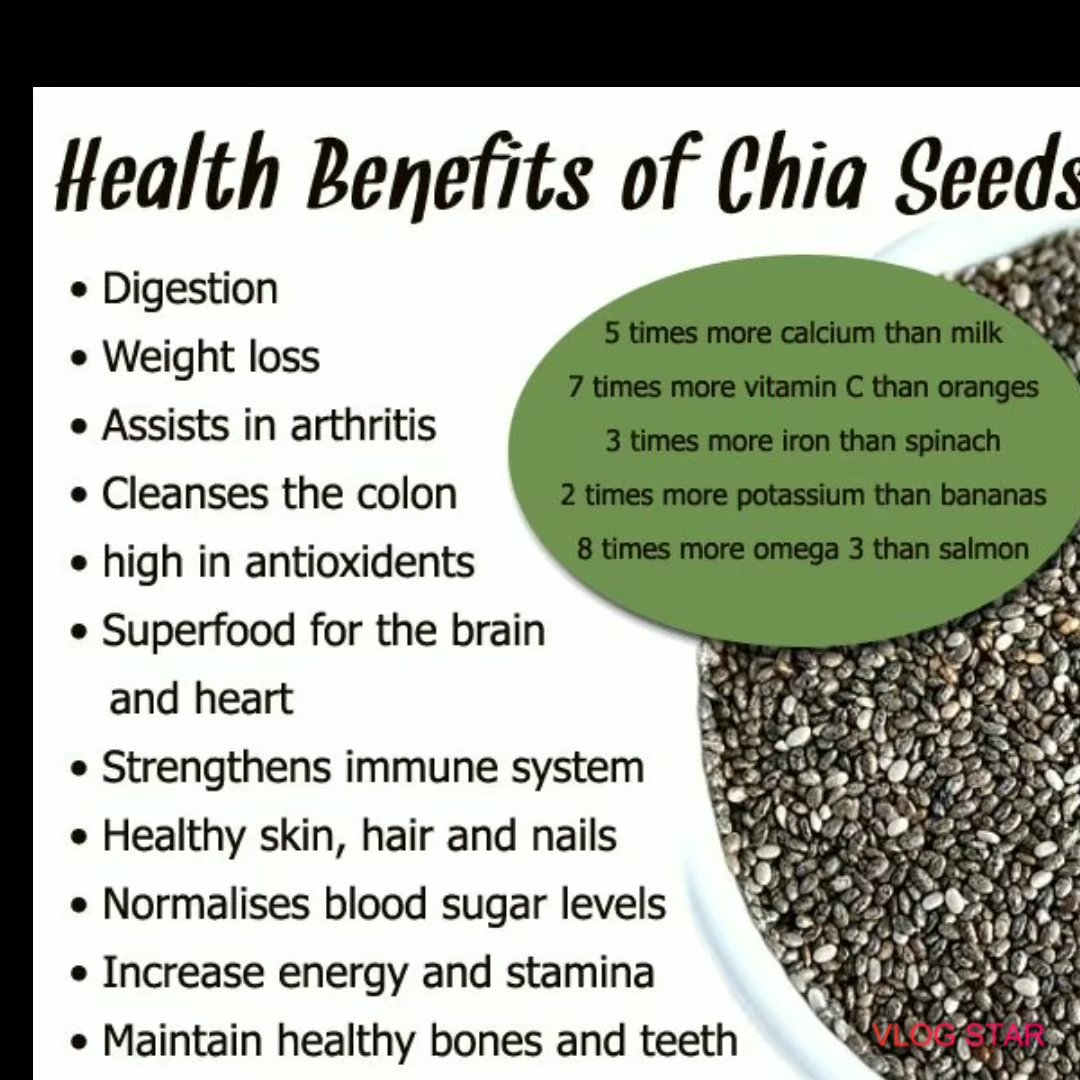 Health Benefits of Chia Seeds
• Digestion
• Weight loss
• Assists in arthritis
• Cleanses the colon
• high in antioxidents
• Superfood for the brain
and heart
• Strengthens immune system
• Healthy skin, hair and nails
• Normalises blood sugar levels
• Increase energy and stamina
• Maintain healthy bones and teeth
5 times more calcium than milk
7 times more vitamin C than oranges
3 times more iron than spinach
2 times more potassium than bananas
8 times more omega 3 than salmon
VLOG STAR